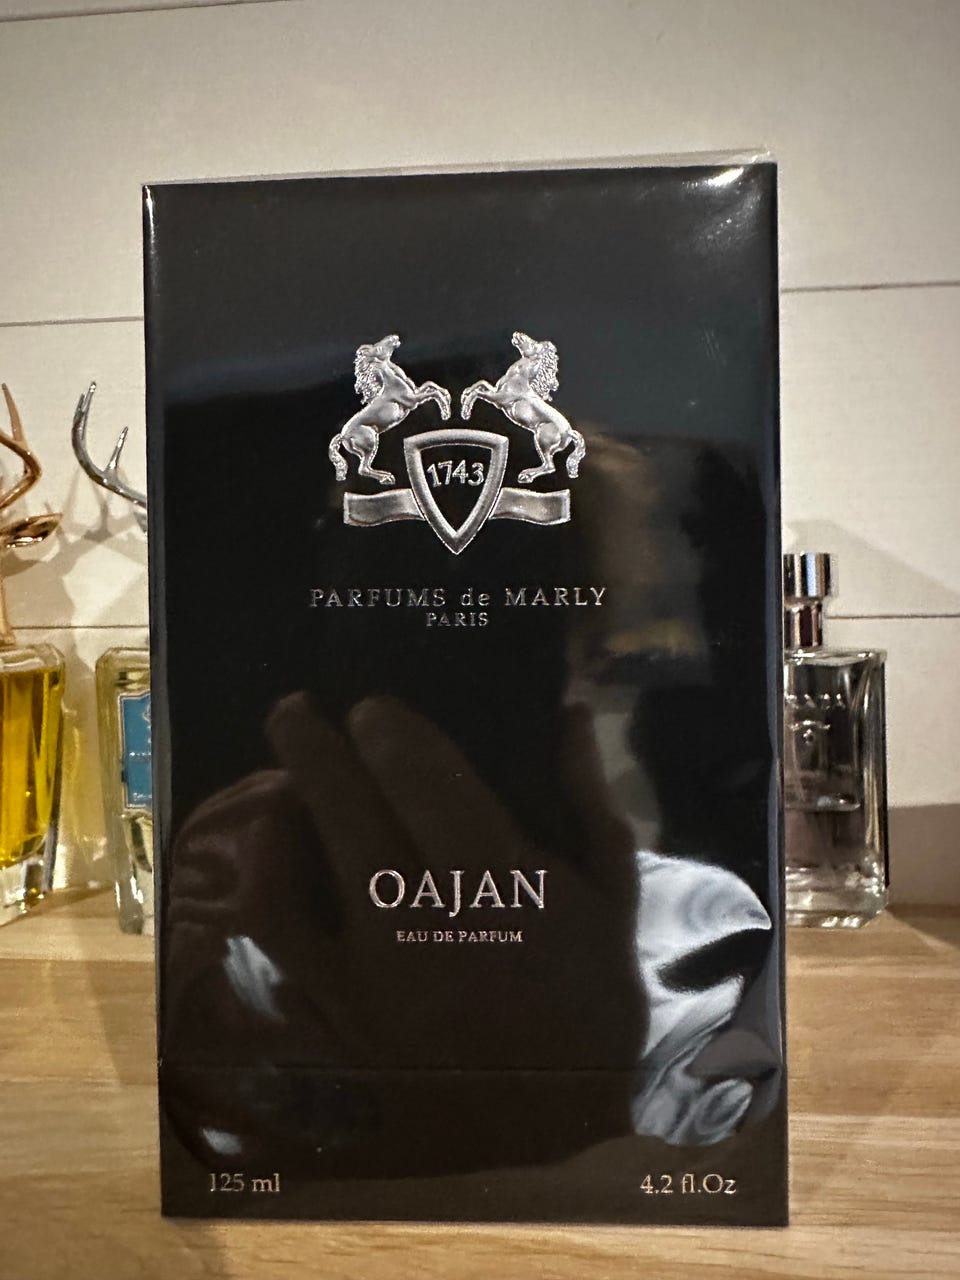 1743
PARFUMS de MARLY
PARIS
OAJAN
EAU DE PARFUM
125 ml
4.2 fl.Oz